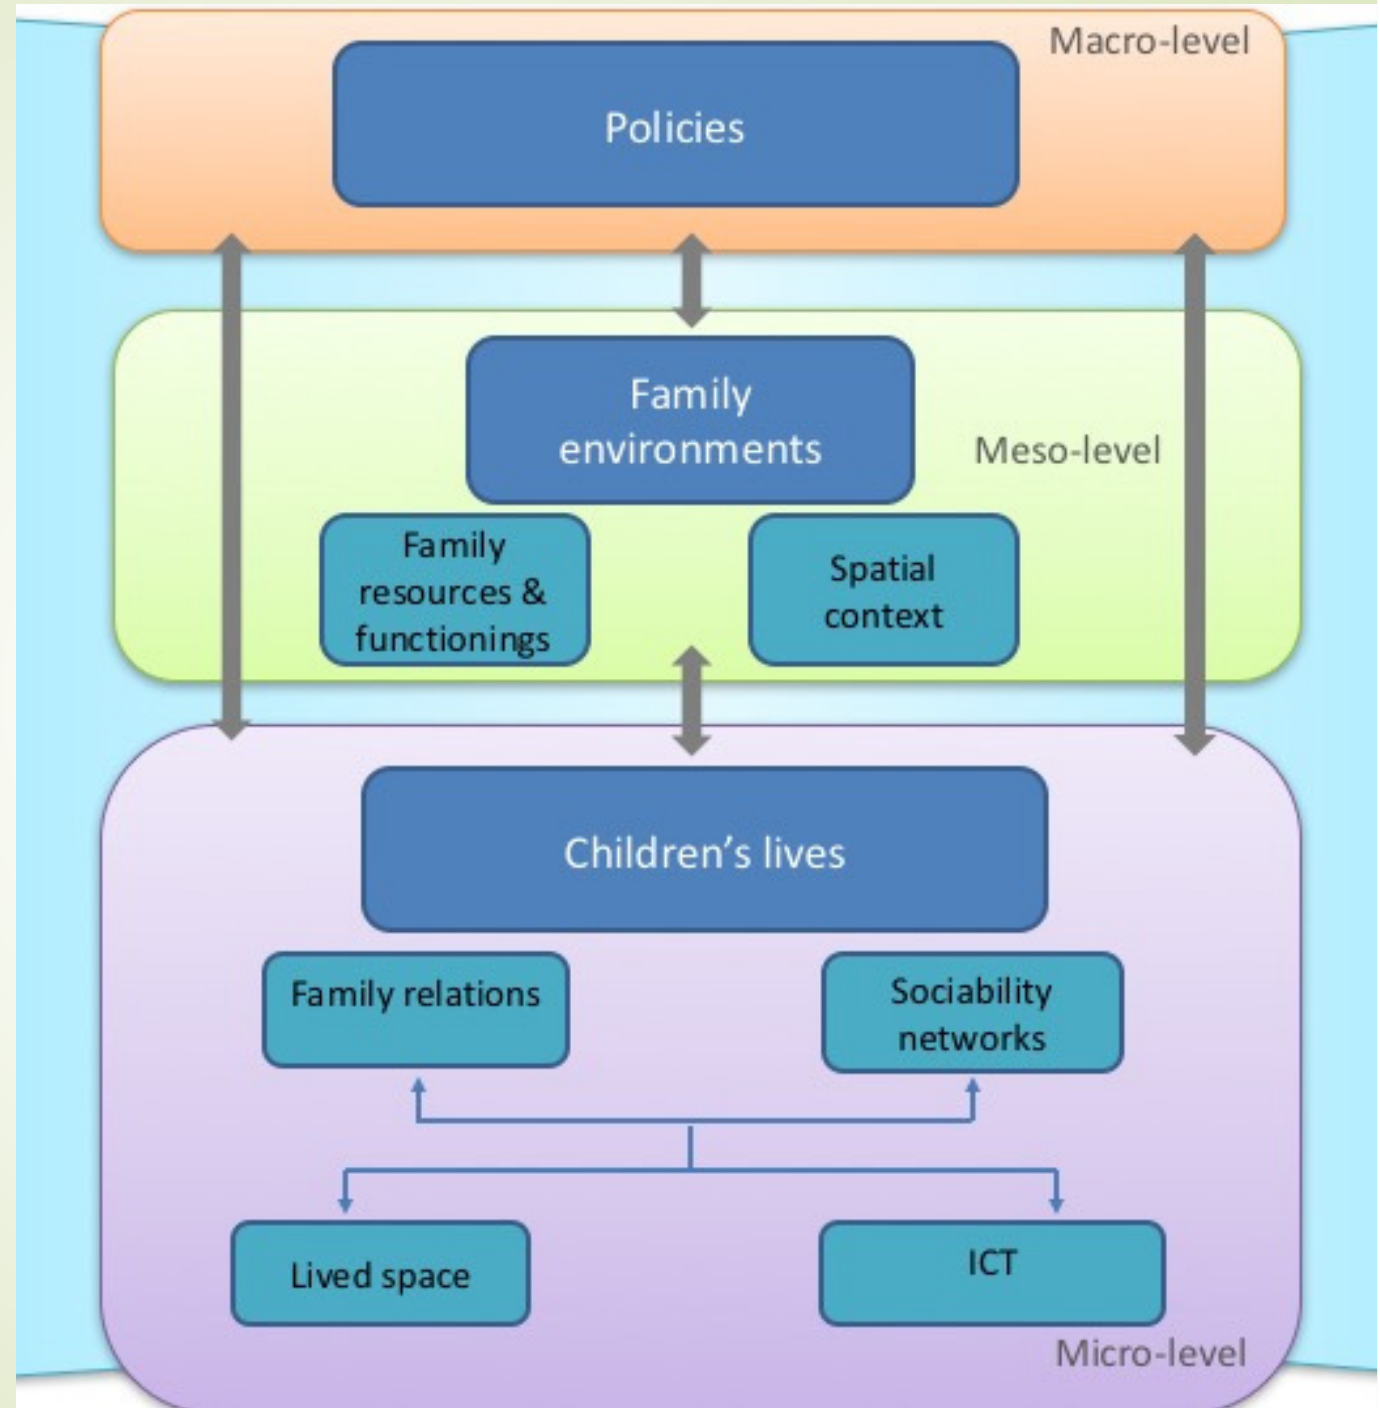 Macro-level
Policies
Family
environments
Meso-level
Family
resources &
functionings
Spatial
context
Children’s lives
Family relations
Sociability
networks
Lived space
ICT
Micro-level